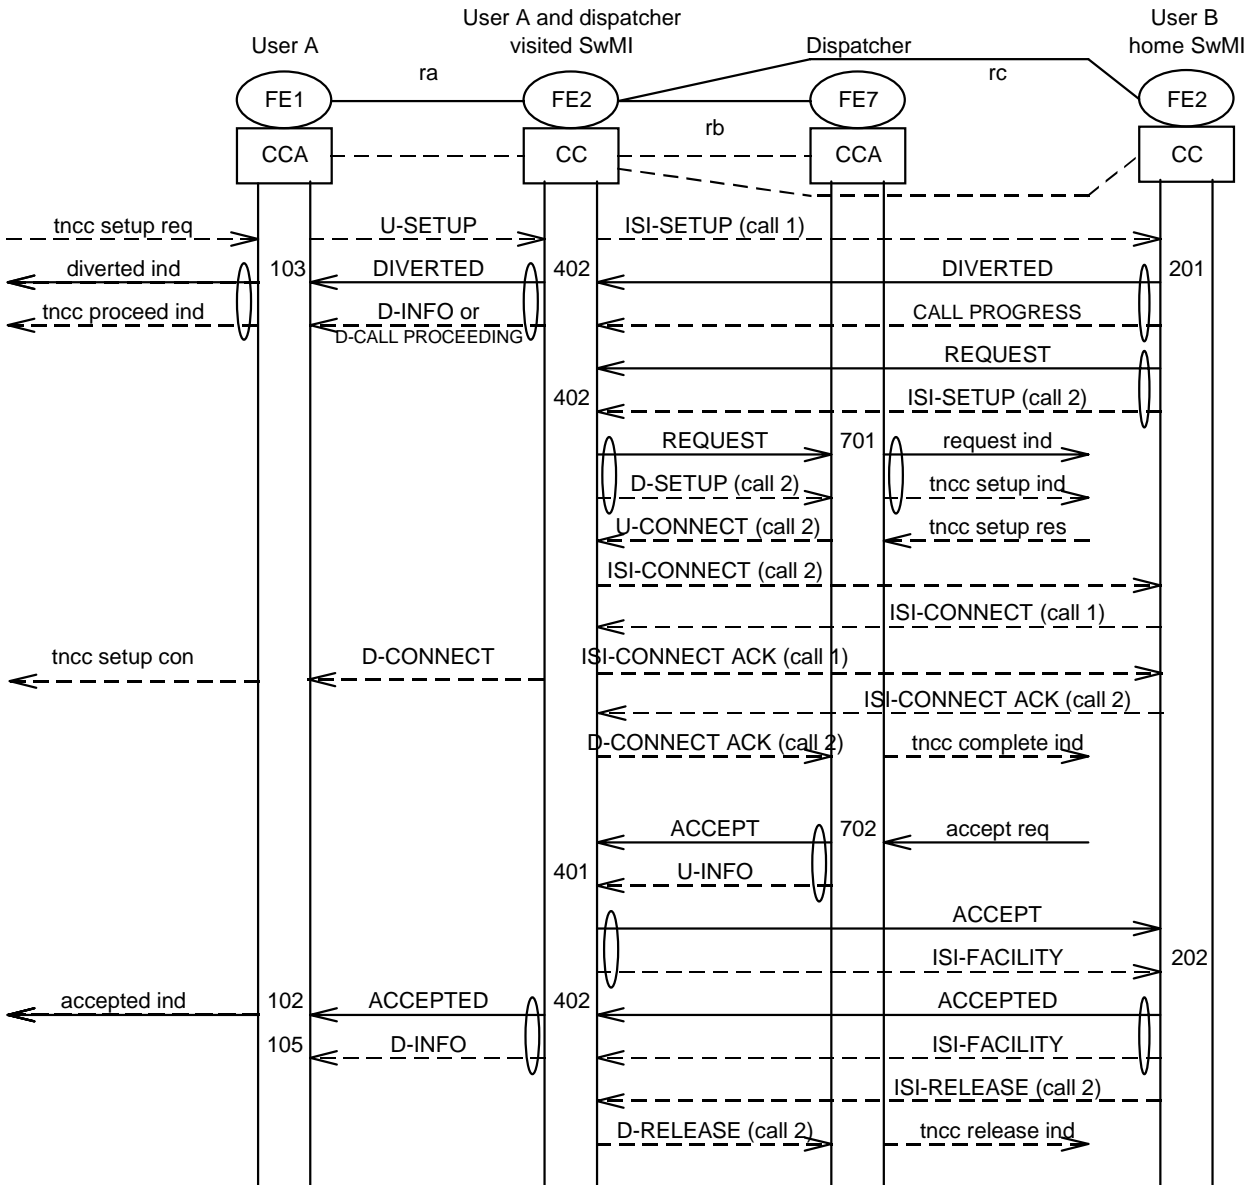 User A and dispatcher
User B
User A
visited SwMI
Dispatcher
home SwMI
ra
rc
FE1
FE2
FE7
FE2
rb
CCA
CC
CCA
CC
tncc setup req
U-SETUP
ISI-SETUP (call 1)
diverted ind
103
DIVERTED
402
DIVERTED
201
tncc proceed ind
D-INFO or
CALL PROGRESS
D-CALL PROCEEDING
REQUEST
402
ISI-SETUP (call 2)
REQUEST
701
request ind
D-SETUP (call 2)
tncc setup ind
U-CONNECT (call 2)
tncc setup res
ISI-CONNECT (call 2)
ISI-CONNECT (call 1)
tncc setup con
D-CONNECT
ISI-CONNECT ACK (call 1)
ISI-CONNECT ACK (call 2)
D-CONNECT ACK (call 2)
tncc complete ind
ACCEPT
702
accept req
401
U-INFO
ACCEPT
ISI-FACILITY
202
accepted ind
102
ACCEPTED
402
ACCEPTED
105
D-INFO
ISI-FACILITY
ISI-RELEASE (call 2)
D-RELEASE (call 2)
tncc release ind